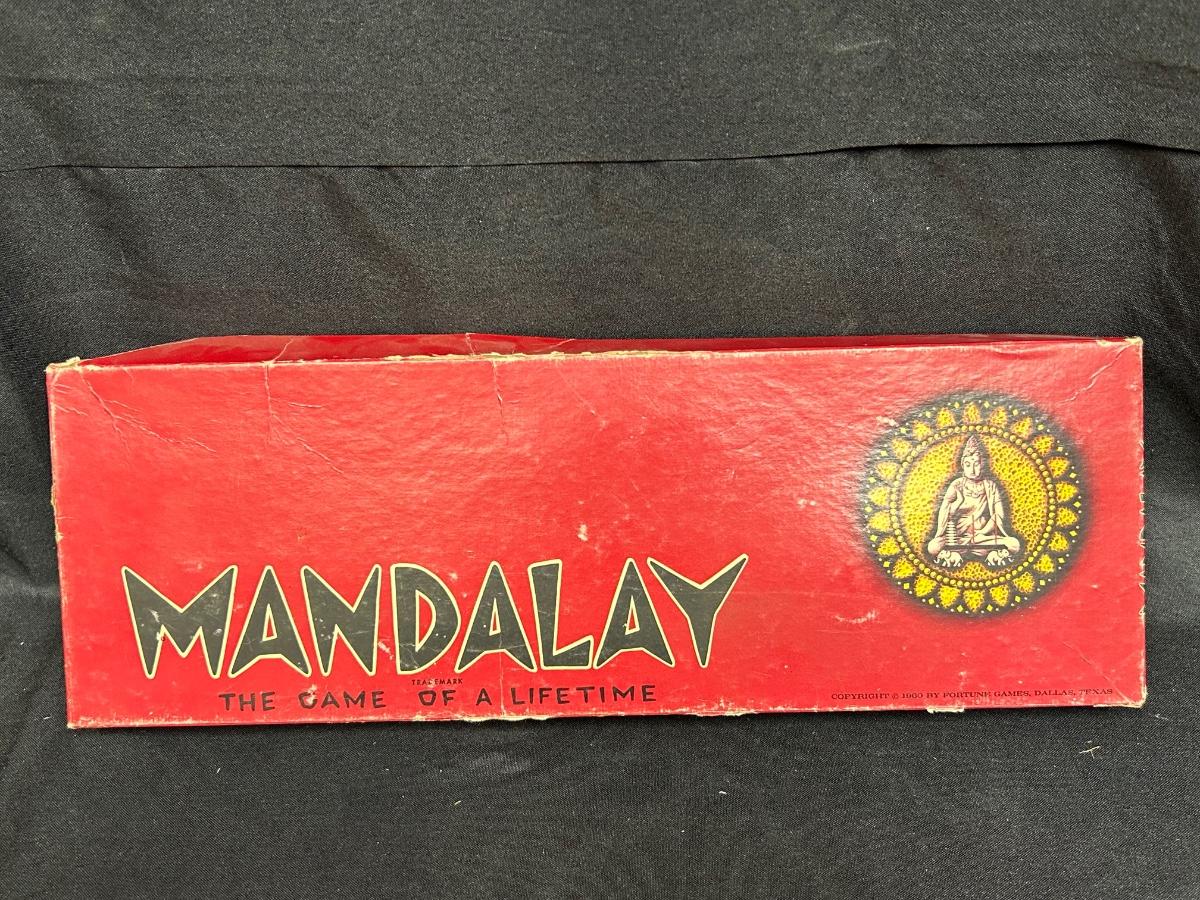 MANDALAY
TRADEMARK
THE GAME OF A LIFETIME
COPYRIGHT © 1960 BY FORTUNE GAMES, DALLAS, TEXAS